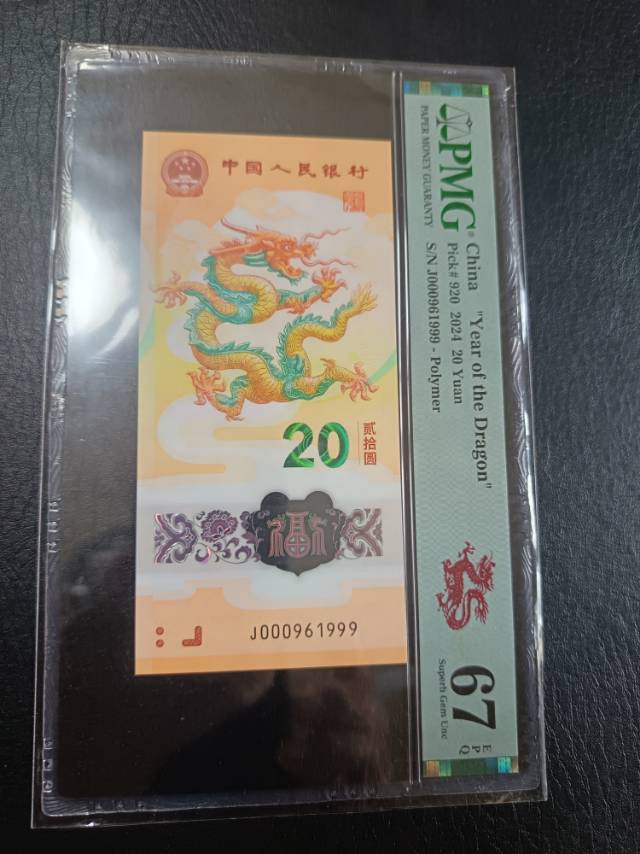 中国人民银行
20
贰拾圆
福
J000961999
PMG®
PAPER MONEY GUARANTY
China "Year of the Dragon"
Pick# 920 2024 20 Yuan
S/N J000961999 - Polymer
67 EPQ
Superb Gem Unc